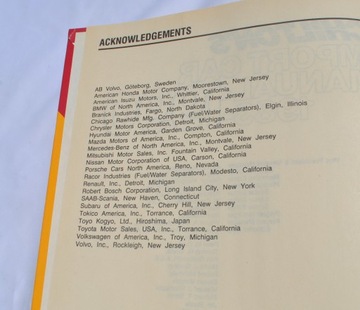 ACKNOWLEDGEMENTS
AB Volvo, Göteborg, Sweden
American Honda Motor Company, Moorestown, New Jersey
American Isuzu Motors, Inc., Whittier, California
BMW of North America, Inc., Montvale, New Jersey
Branick Industries, Fargo, North Dakota
Chicago Rawhide Mfg. Company (Fuel/Water Separators), Elgin, Illinois
Chrysler Motors Corporation, Detroit, Michigan
Hyundai Motor America, Garden Grove, California
Mazda Motors of America, Inc., Compton, California
Mercedes-Benz of North America, Inc., Montvale, New Jersey
Mitsubishi Motor Sales, Inc. Fountain Valley, California
Nissan Motor Corporation of USA, Carson, California
Porsche Cars North America, Reno, Nevada
Racor Industries (Fuel/Water Separators), Modesto, California
Renault, Inc., Detroit, Michigan
Robert Bosch Corporation, Long Island City, New York
SAAB-Scania, New Haven, Connecticut
Subaru of America, Inc., Cherry Hill, New Jersey
Tokico America, Inc., Torrance, California
Toyo Kogyo, Ltd., Hiroshima, Japan
Toyota Motor Sales, USA, Inc., Torrance, California
Volkswagen of America, Inc., Troy, Michigan
Volvo, Inc., Rockleigh, New Jersey